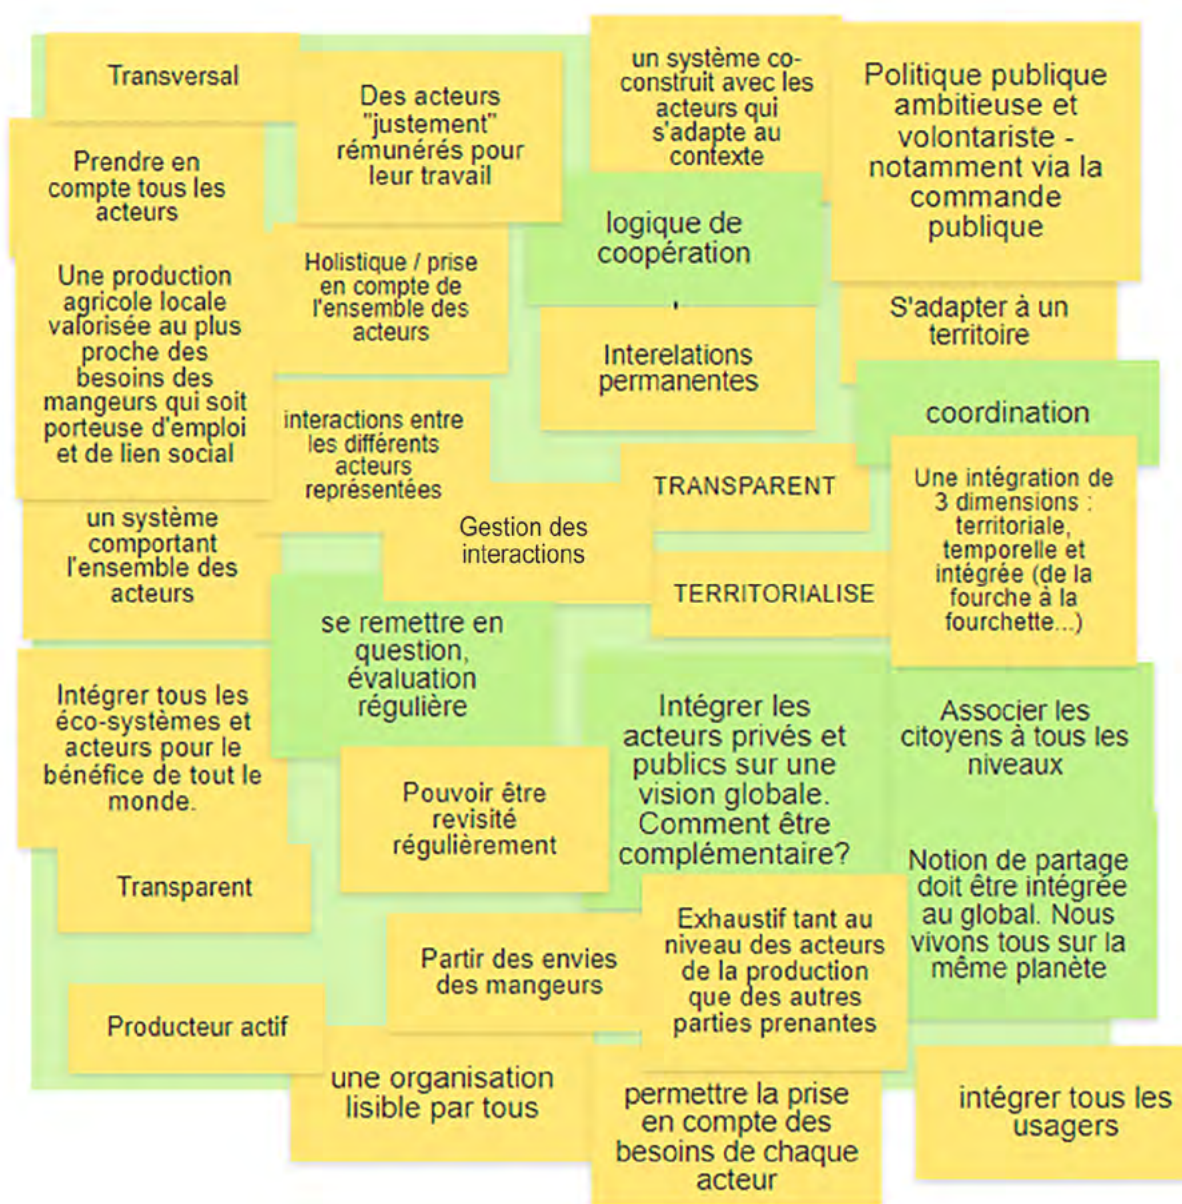 Transversal
Des acteurs
"justement"
rémunérés pour
leur travail
un système co-
construit avec les
acteurs qui
s'adapte au
contexte
Politique publique
ambitieuse et
volontariste -
notamment via la
commande
publique
Prendre en
compte tous les
acteurs
logique de
coopération
Une production
agricole locale
valorisée au plus
proche des
besoins des
mangeurs qui soit
porteuse d'emploi
et de lien social
Holistique / prise
en compte de
l'ensemble des
acteurs
Interelations
permanentes
S'adapter à un
territoire
coordination
interactions entre
les différents
acteurs
représentées
TRANSPARENT
Une intégration de
3 dimensions :
territoriale,
temporelle et
intégrée (de la
fourche à la
fourchette...)
un système
comportant
l'ensemble des
acteurs
Gestion des
interactions
TERRITORIALISE
se remettre en
question,
évaluation
régulière
Intégrer tous les
éco-systèmes et
acteurs pour le
bénéfice de tout le
monde.
Intégrer les
acteurs privés et
publics sur une
vision globale.
Comment être
complémentaire?
Associer les
citoyens à tous les
niveaux
Pouvoir être
revisité
régulièrement
Transparent
Notion de partage
doit être intégrée
au global. Nous
vivons tous sur la
même planète
Partir des envies
des mangeurs
Exhaustif tant au
niveau des acteurs
de la production
que des autres
parties prenantes
Producteur actif
une organisation
lisible par tous
permettre la prise
en compte des
besoins de chaque
acteur
intégrer tous les
usagers